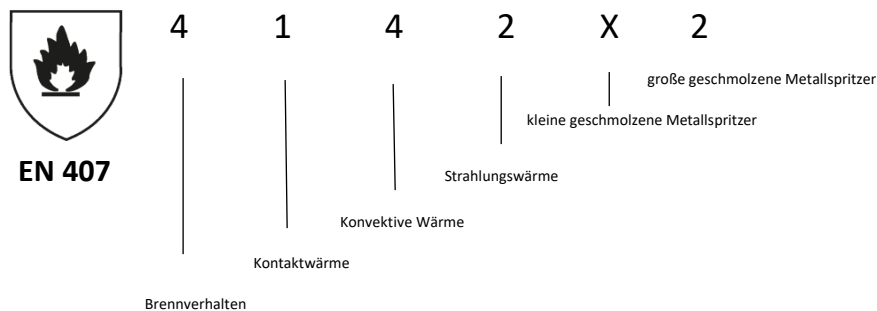 4 1 4 2 X 2
große geschmolzene Metallspritzer
kleine geschmolzene Metallspritzer
EN 407
Strahlungswärme
Konvektive Wärme
Kontaktwärme
Brennverhalten